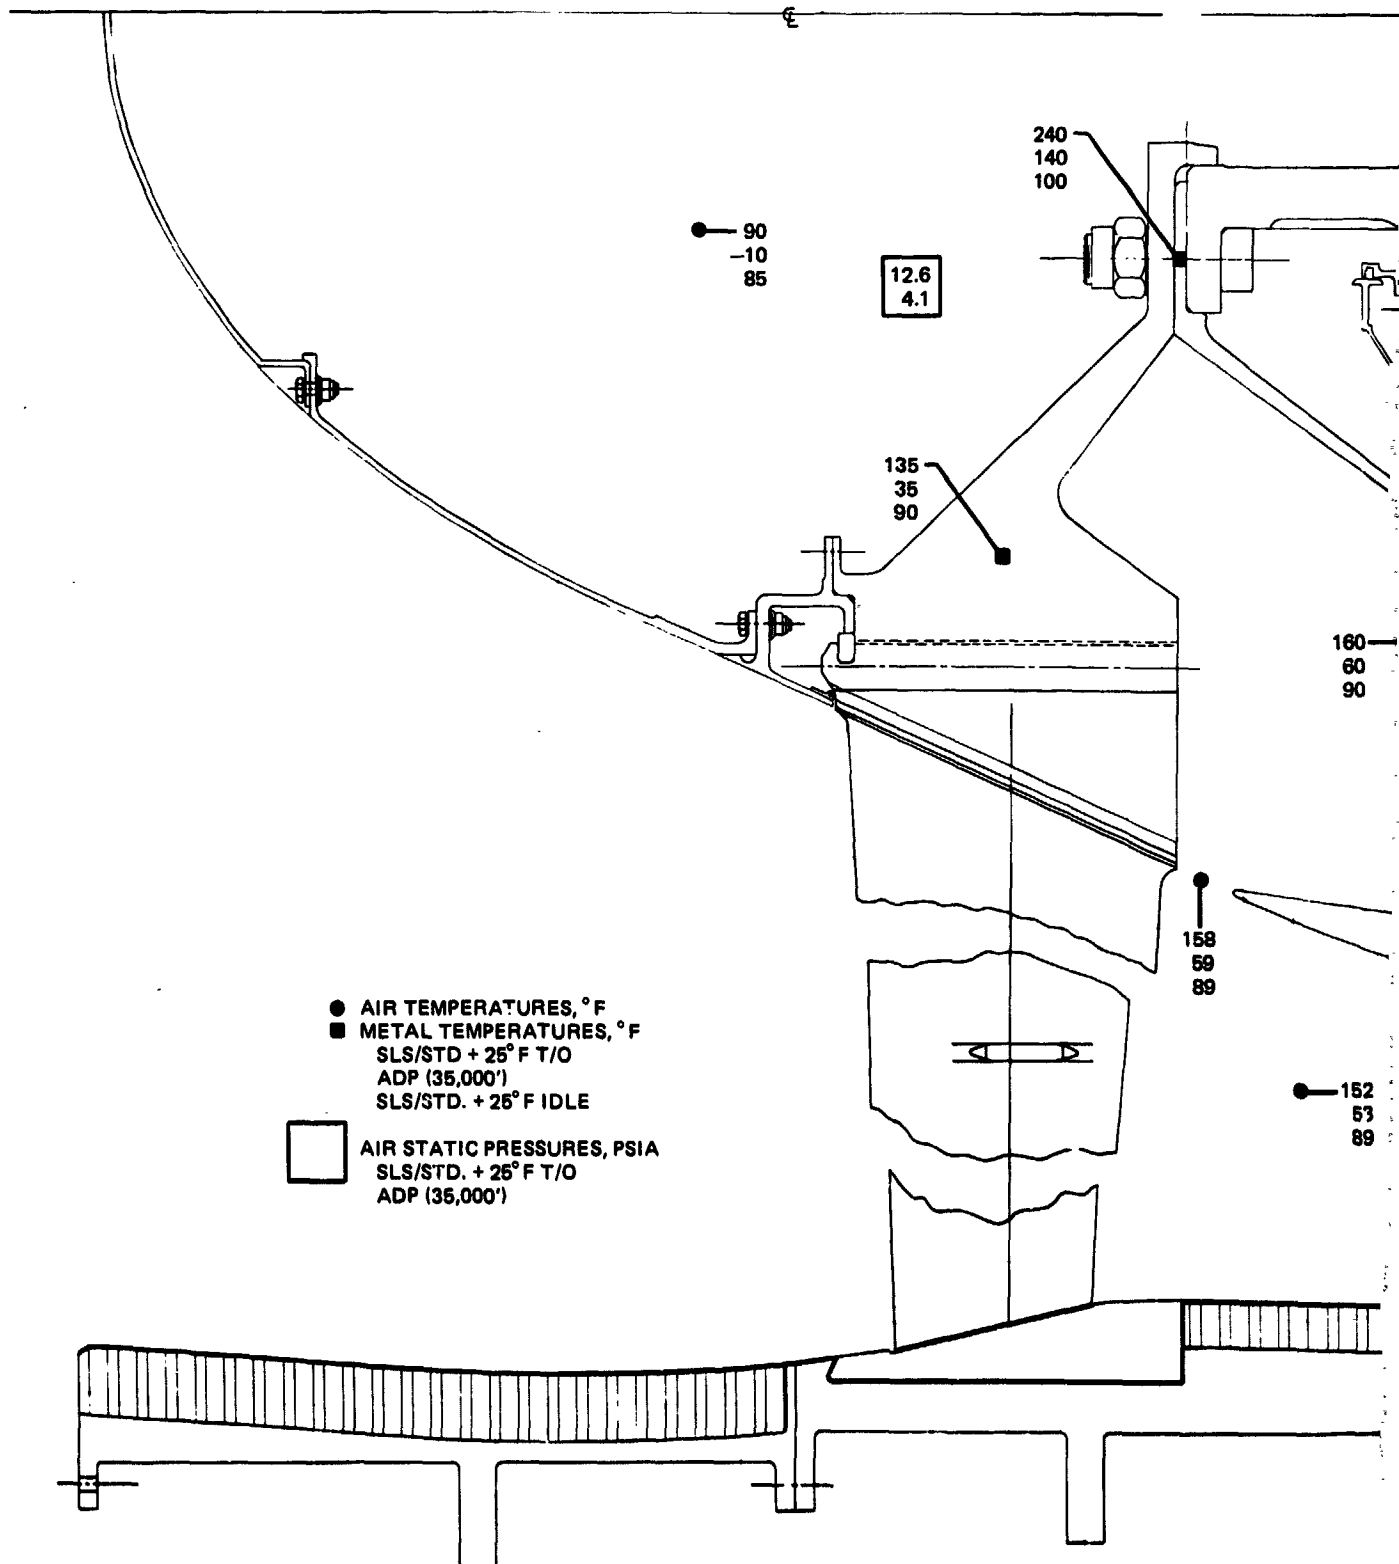 ℄
240
140
100
90
–10
85
12.6
4.1
135
35
90
160
60
90
158
59
89
● AIR TEMPERATURES, °F
■ METAL TEMPERATURES, °F
SLS/STD + 25°F T/O
ADP (35,000')
SLS/STD. + 25°F IDLE
152
53
89
AIR STATIC PRESSURES, PSIA
SLS/STD. + 25°F T/O
ADP (35,000')